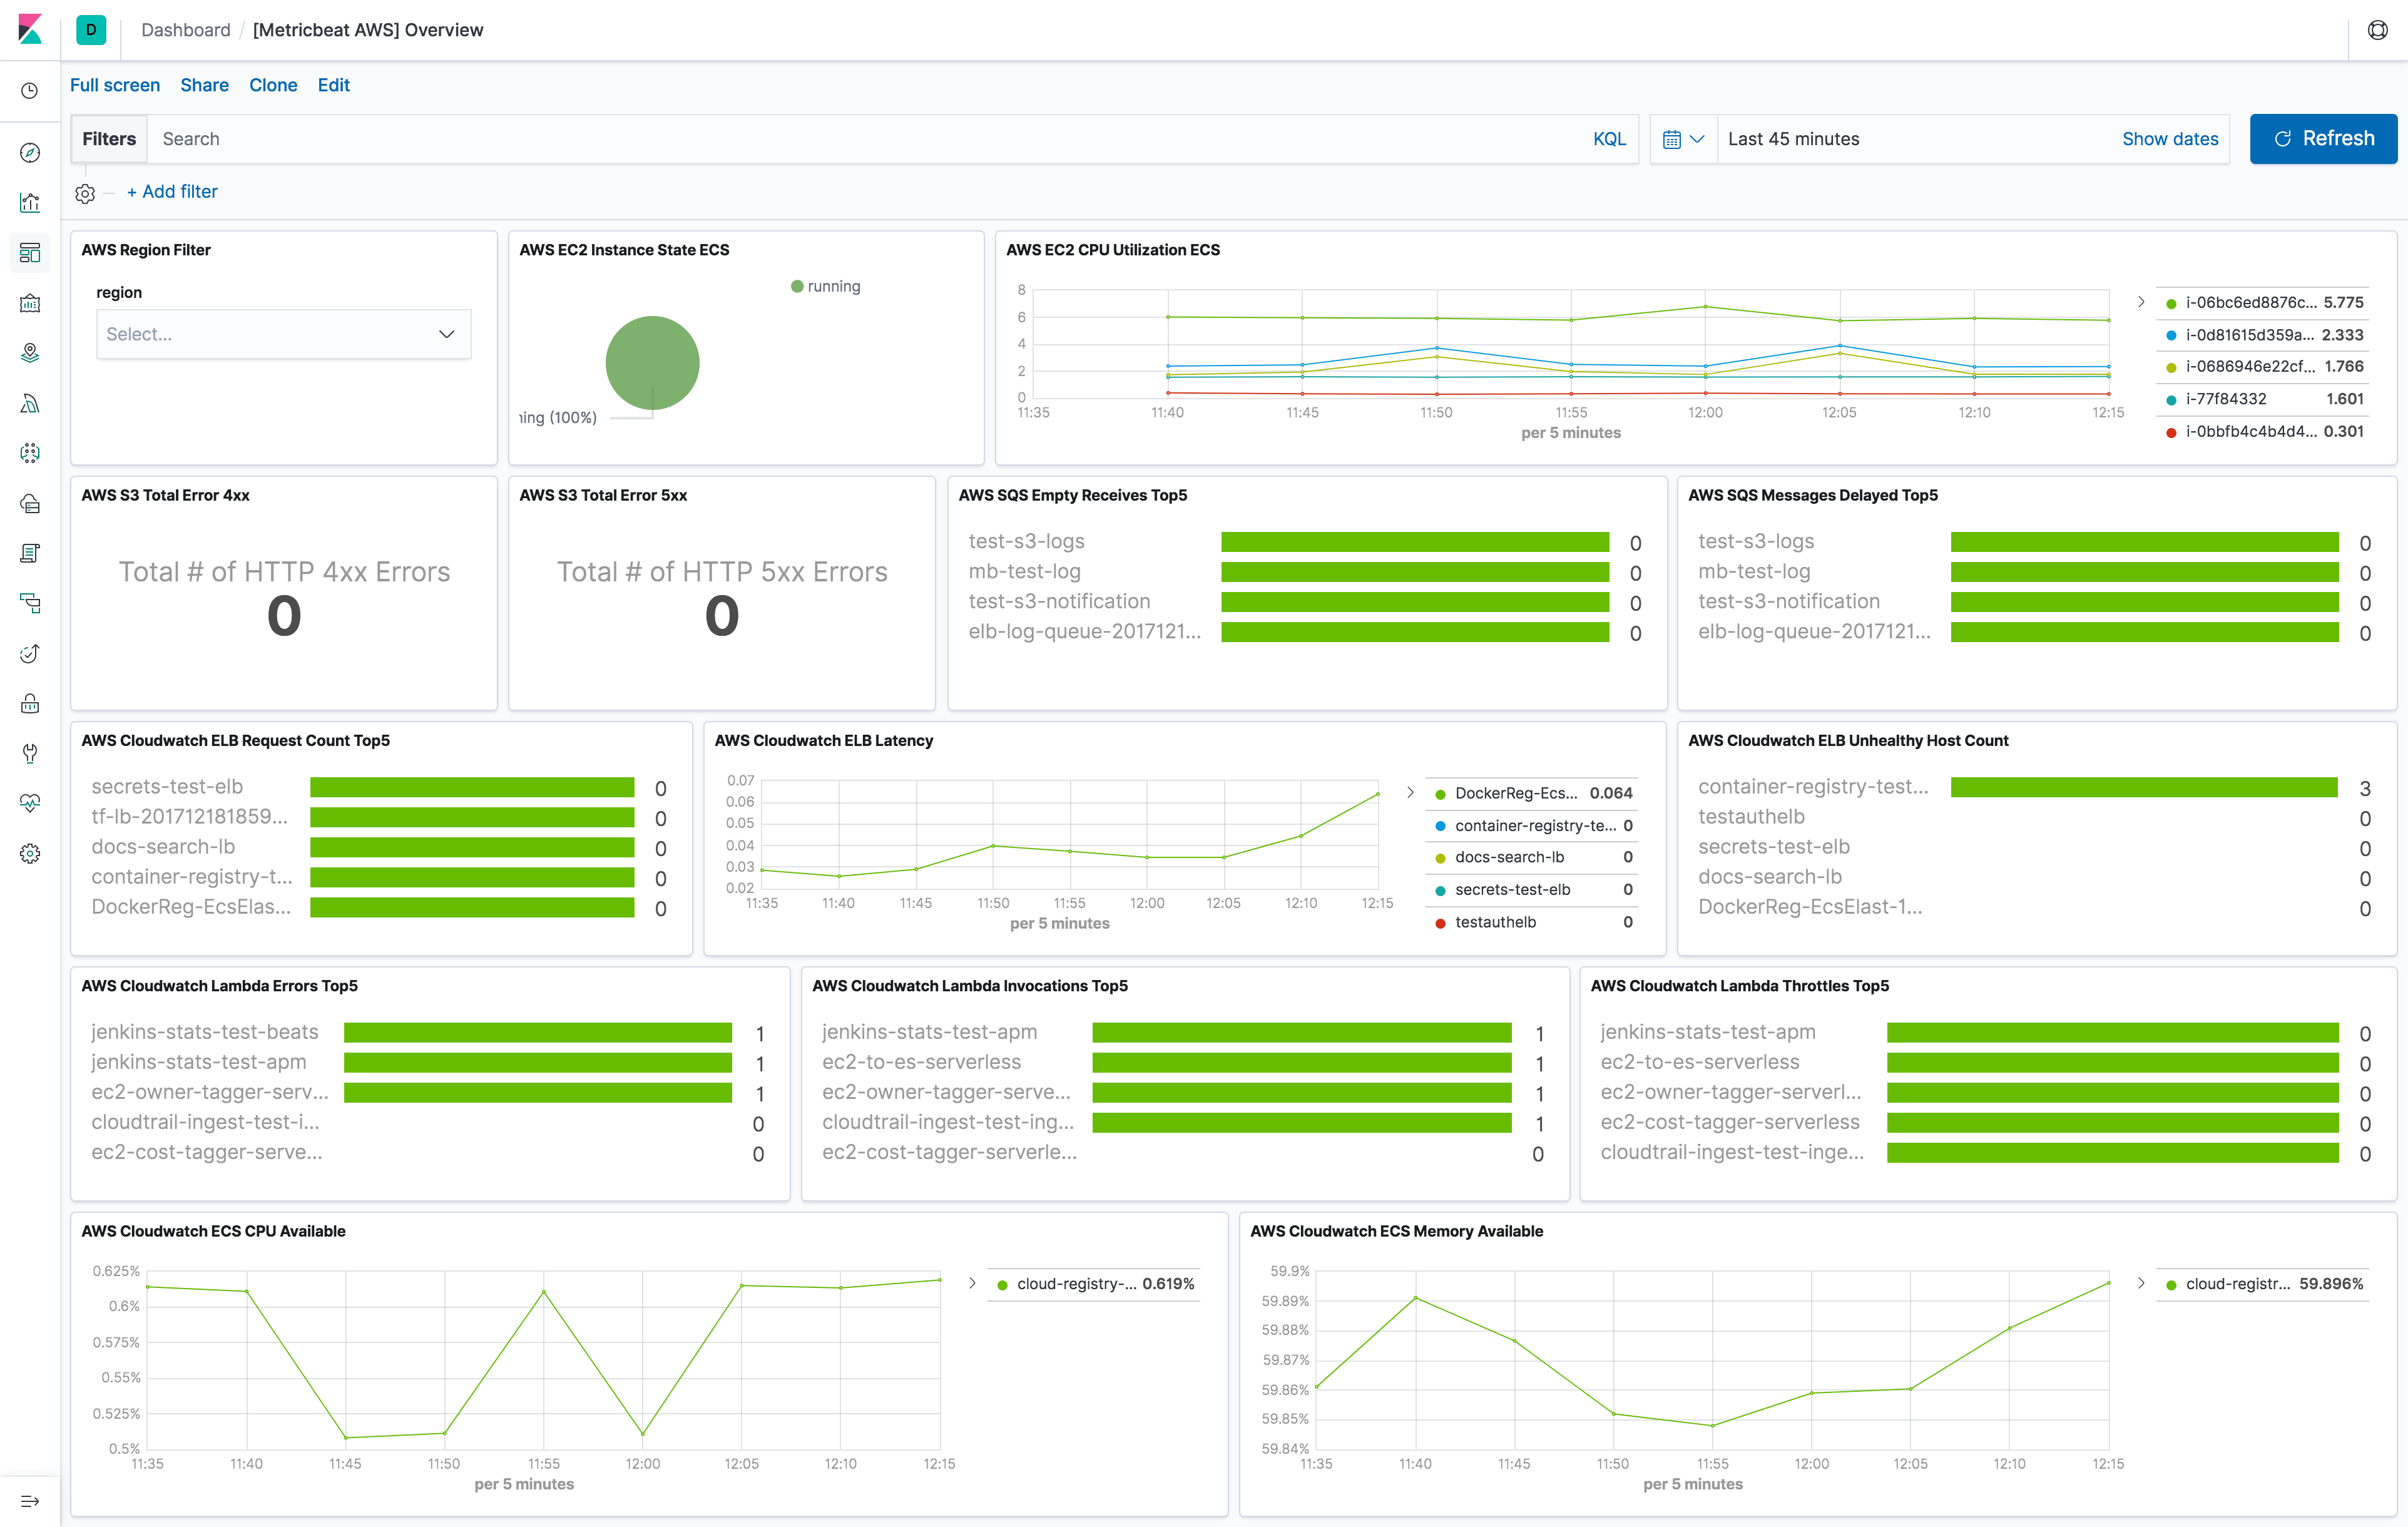 D
Dashboard / [Metricbeat AWS] Overview
Full screen Share Clone Edit
Filters Search KQL Last 45 minutes Show dates Refresh
+ Add filter
AWS Region Filter
region
Select...
AWS EC2 Instance State ECS
running
ning (100%)
AWS EC2 CPU Utilization ECS
8
6
4
2
0
11:35 11:40 11:45 11:50 11:55 12:00 12:05 12:10 12:15
per 5 minutes
i-06bc6ed8876c... 5.775
i-0d81615d359a... 2.333
i-0686946e22cf... 1.766
i-77f84332 1.601
i-0bbfb4c4b4d4... 0.301
AWS S3 Total Error 4xx
Total # of HTTP 4xx Errors
0
AWS S3 Total Error 5xx
Total # of HTTP 5xx Errors
0
AWS SQS Empty Receives Top5
test-s3-logs 0
mb-test-log 0
test-s3-notification 0
elb-log-queue-2017121... 0
AWS SQS Messages Delayed Top5
test-s3-logs 0
mb-test-log 0
test-s3-notification 0
elb-log-queue-2017121... 0
AWS Cloudwatch ELB Request Count Top5
secrets-test-elb 0
tf-lb-201712181859... 0
docs-search-lb 0
container-registry-t... 0
DockerReg-EcsElas... 0
AWS Cloudwatch ELB Latency
0.07
0.06
0.05
0.04
0.03
0.02
11:35 11:40 11:45 11:50 11:55 12:00 12:05 12:10 12:15
per 5 minutes
DockerReg-Ecs... 0.064
container-registry-te... 0
docs-search-lb 0
secrets-test-elb 0
testauthelb 0
AWS Cloudwatch ELB Unhealthy Host Count
container-registry-test... 3
testauthelb 0
secrets-test-elb 0
docs-search-lb 0
DockerReg-EcsElast-1... 0
AWS Cloudwatch Lambda Errors Top5
jenkins-stats-test-beats 1
jenkins-stats-test-apm 1
ec2-owner-tagger-serv... 1
cloudtrail-ingest-test-i... 0
ec2-cost-tagger-serve... 0
AWS Cloudwatch Lambda Invocations Top5
jenkins-stats-test-apm 1
ec2-to-es-serverless 1
ec2-owner-tagger-serve... 1
cloudtrail-ingest-test-ing... 1
ec2-cost-tagger-serverle... 0
AWS Cloudwatch Lambda Throttles Top5
jenkins-stats-test-apm 0
ec2-to-es-serverless 0
ec2-owner-tagger-serverl... 0
ec2-cost-tagger-serverless 0
cloudtrail-ingest-test-inge... 0
AWS Cloudwatch ECS CPU Available
0.625%
0.6%
0.575%
0.55%
0.525%
0.5%
11:35 11:40 11:45 11:50 11:55 12:00 12:05 12:10 12:15
per 5 minutes
cloud-registry-... 0.619%
AWS Cloudwatch ECS Memory Available
59.9%
59.89%
59.88%
59.87%
59.86%
59.85%
59.84%
11:35 11:40 11:45 11:50 11:55 12:00 12:05 12:10 12:15
per 5 minutes
cloud-registr... 59.896%